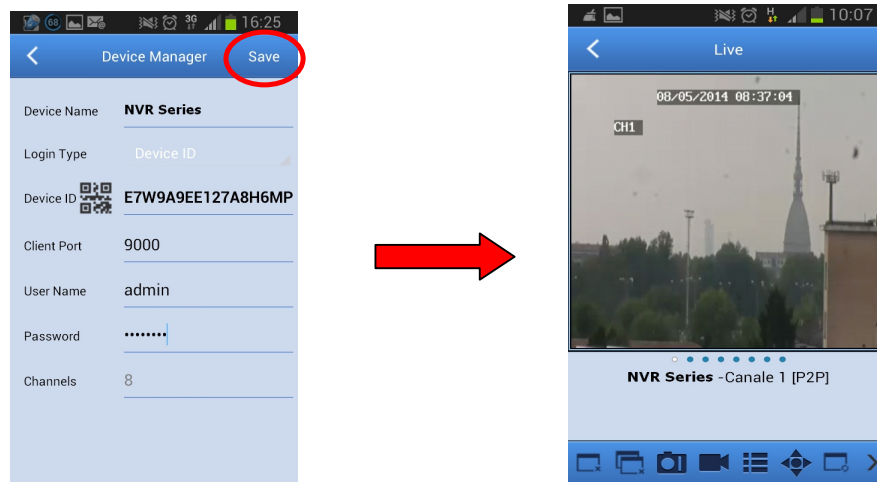 68 3G 16:25
Device Manager Save
Device Name NVR Series
Login Type Device ID
Device ID E7W9A9EE127A8H6MP
Client Port 9000
User Name admin
Password ••••••••
Channels 8
H 10:07
Live
08/05/2014 08:37:04
CH1
NVR Series -Canale 1 [P2P]